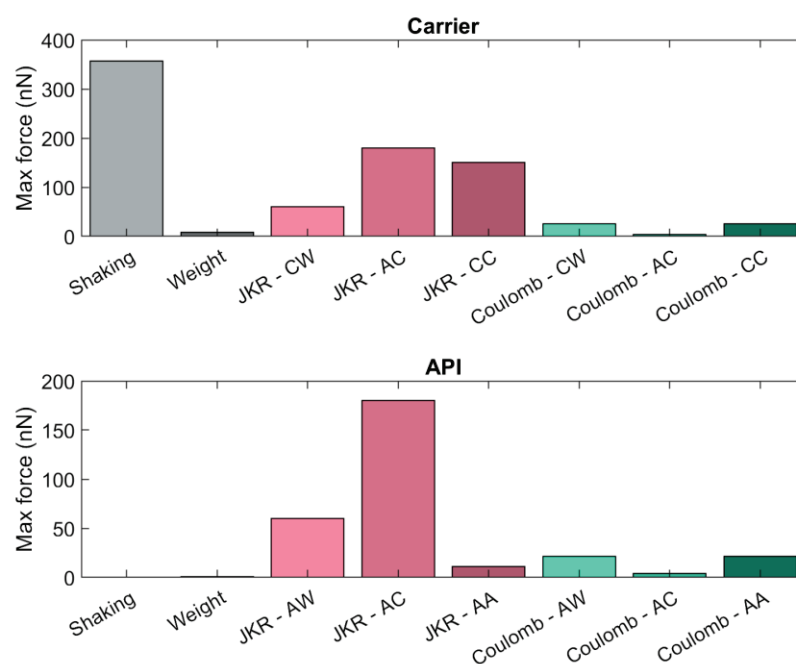 Carrier
Max force (nN)
400
300
200
100
0
Shaking
Weight
JKR - CW
JKR - AC
JKR - CC
Coulomb - CW
Coulomb - AC
Coulomb - CC
API
Max force (nN)
200
150
100
50
0
Shaking
Weight
JKR - AW
JKR - AC
JKR - AA
Coulomb - AW
Coulomb - AC
Coulomb - AA